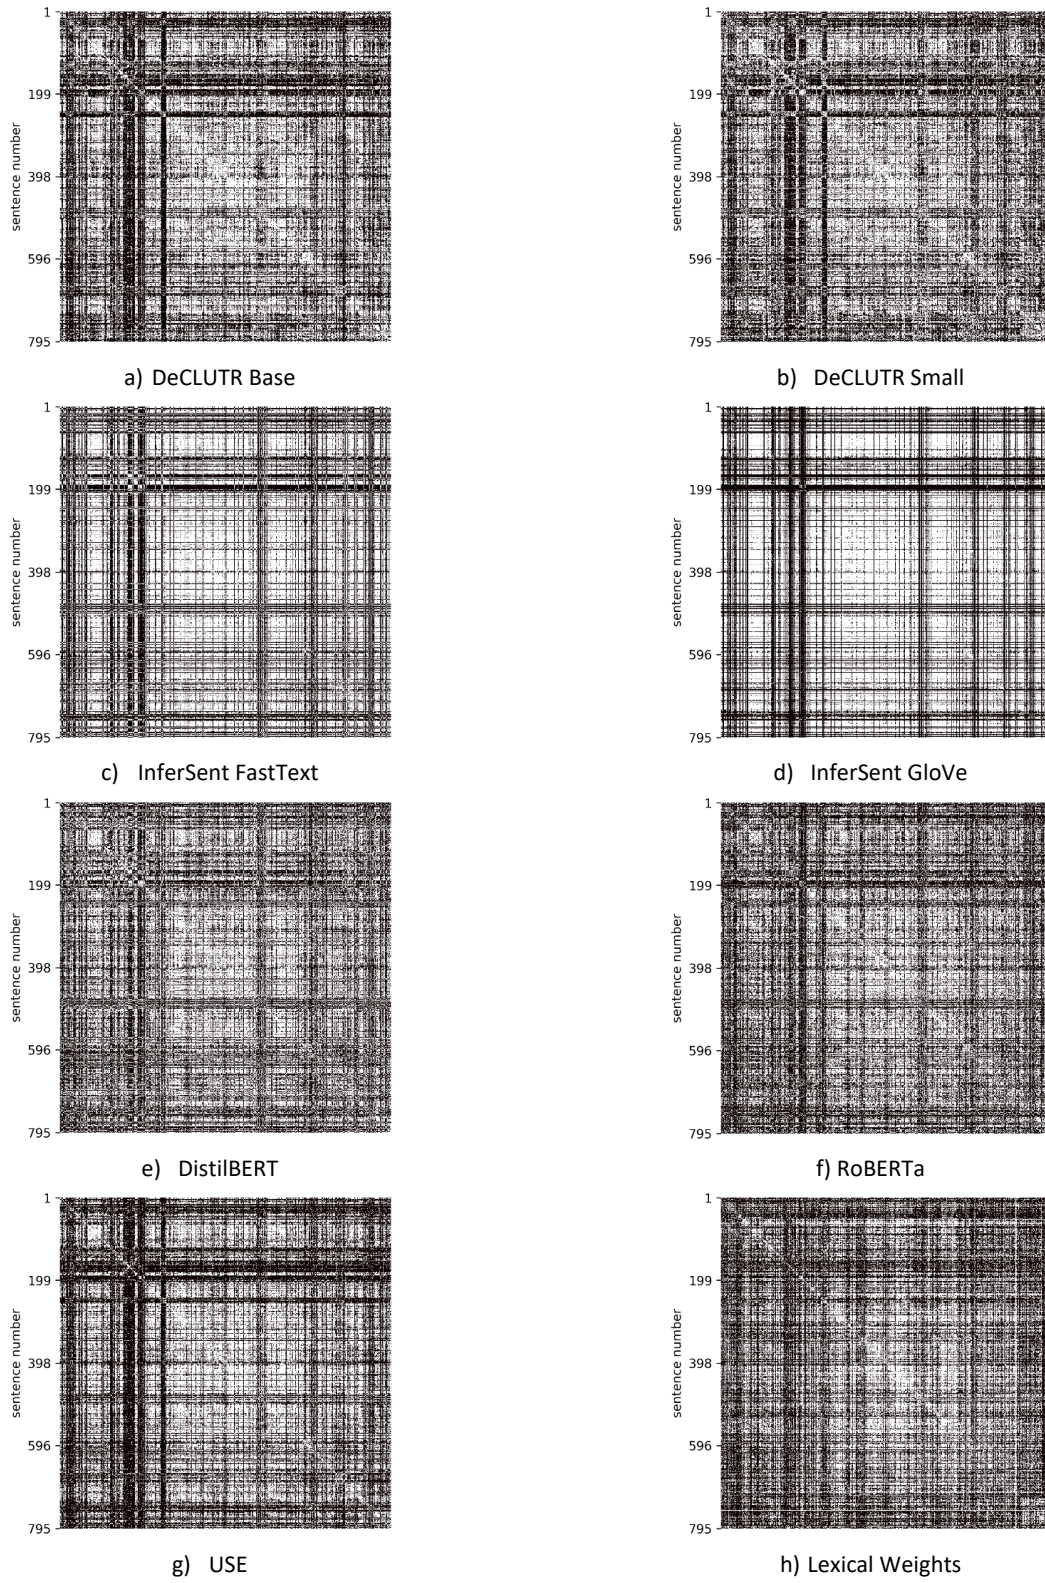 1
199
398
596
795
sentence number
a) DeCLUTR Base
1
199
398
596
795
sentence number
b) DeCLUTR Small
1
199
398
596
795
sentence number
c) InferSent FastText
1
199
398
596
795
sentence number
d) InferSent GloVe
1
199
398
596
795
sentence number
e) DistilBERT
1
199
398
596
795
sentence number
f) RoBERTa
1
199
398
596
795
sentence number
g) USE
1
199
398
596
795
sentence number
h) Lexical Weights